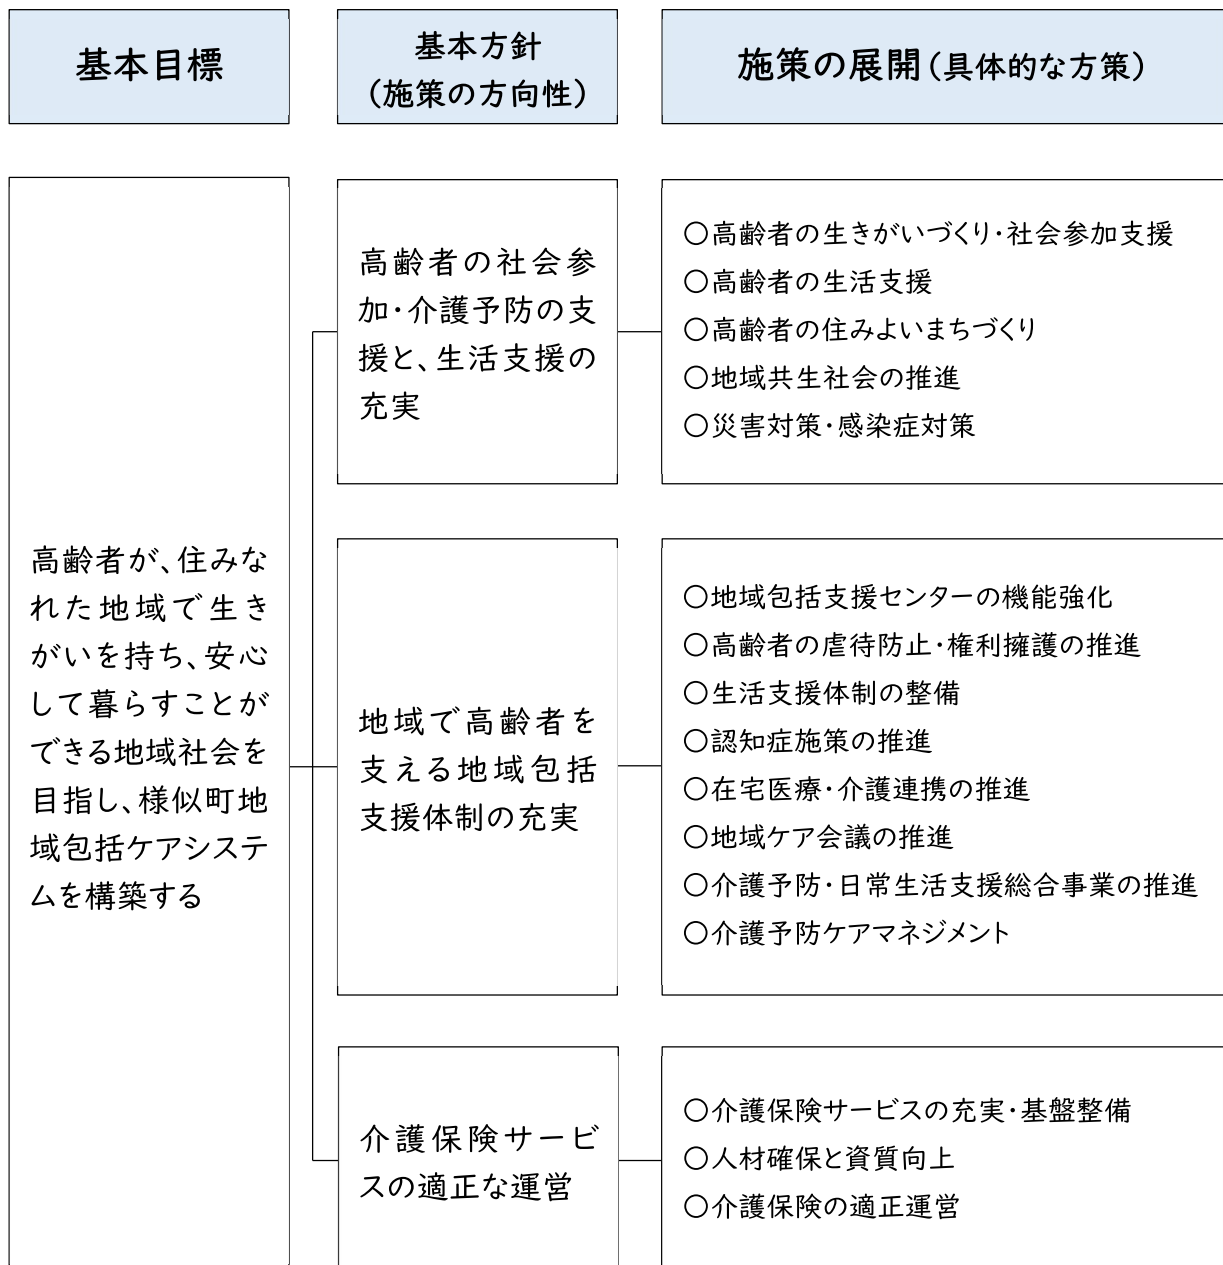 基本目標
基本方針
(施策の方向性)
施策の展開(具体的な方策)
高齢者が、住みな
れた地域で生き
がいを持ち、安心
して暮らすことが
できる地域社会を
目指し、様似町地
域包括ケアシステ
ムを構築する
高齢者の社会参
加・介護予防の支
援と、生活支援の
充実
○高齢者の生きがいづくり・社会参加支援
○高齢者の生活支援
○高齢者の住みよいまちづくり
○地域共生社会の推進
○災害対策・感染症対策
地域で高齢者を
支える地域包括
支援体制の充実
○地域包括支援センターの機能強化
○高齢者の虐待防止・権利擁護の推進
○生活支援体制の整備
○認知症施策の推進
○在宅医療・介護連携の推進
○地域ケア会議の推進
○介護予防・日常生活支援総合事業の推進
○介護予防ケアマネジメント
介護保険サービ
スの適正な運営
○介護保険サービスの充実・基盤整備
○人材確保と資質向上
○介護保険の適正運営